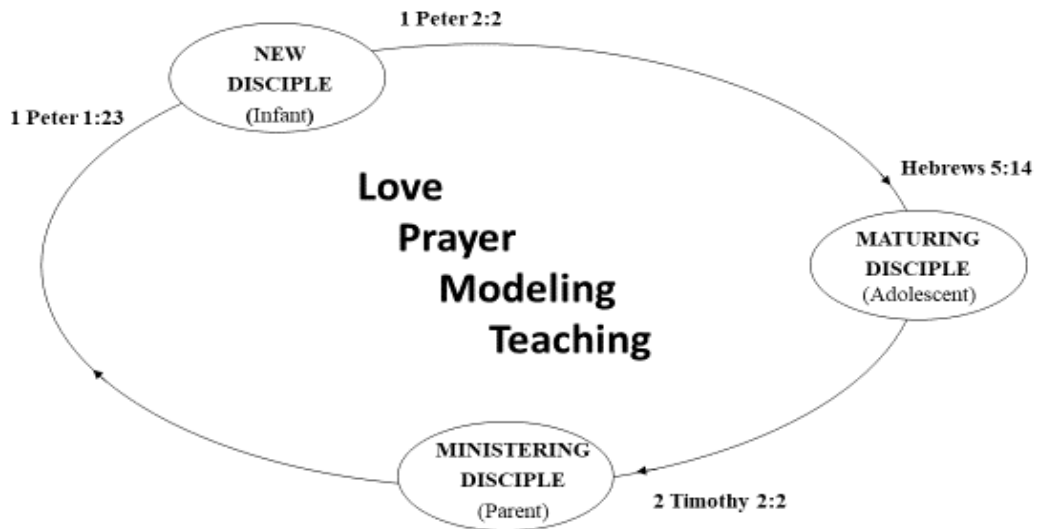 1 Peter 2:2
NEW
DISCIPLE
(Infant)
1 Peter 1:23
Hebrews 5:14
Love
Prayer
Modeling
Teaching
MATURING
DISCIPLE
(Adolescent)
MINISTERING
DISCIPLE
(Parent)
2 Timothy 2:2